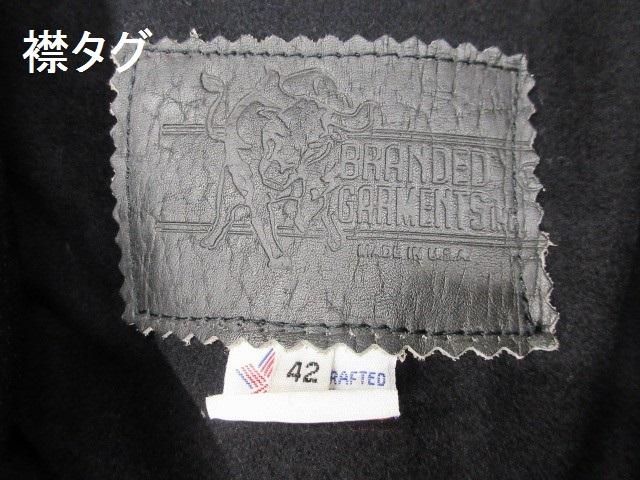 襟タグ
BRANDED
GARMENTS
MADE IN U.S.A.
42 RAFTED